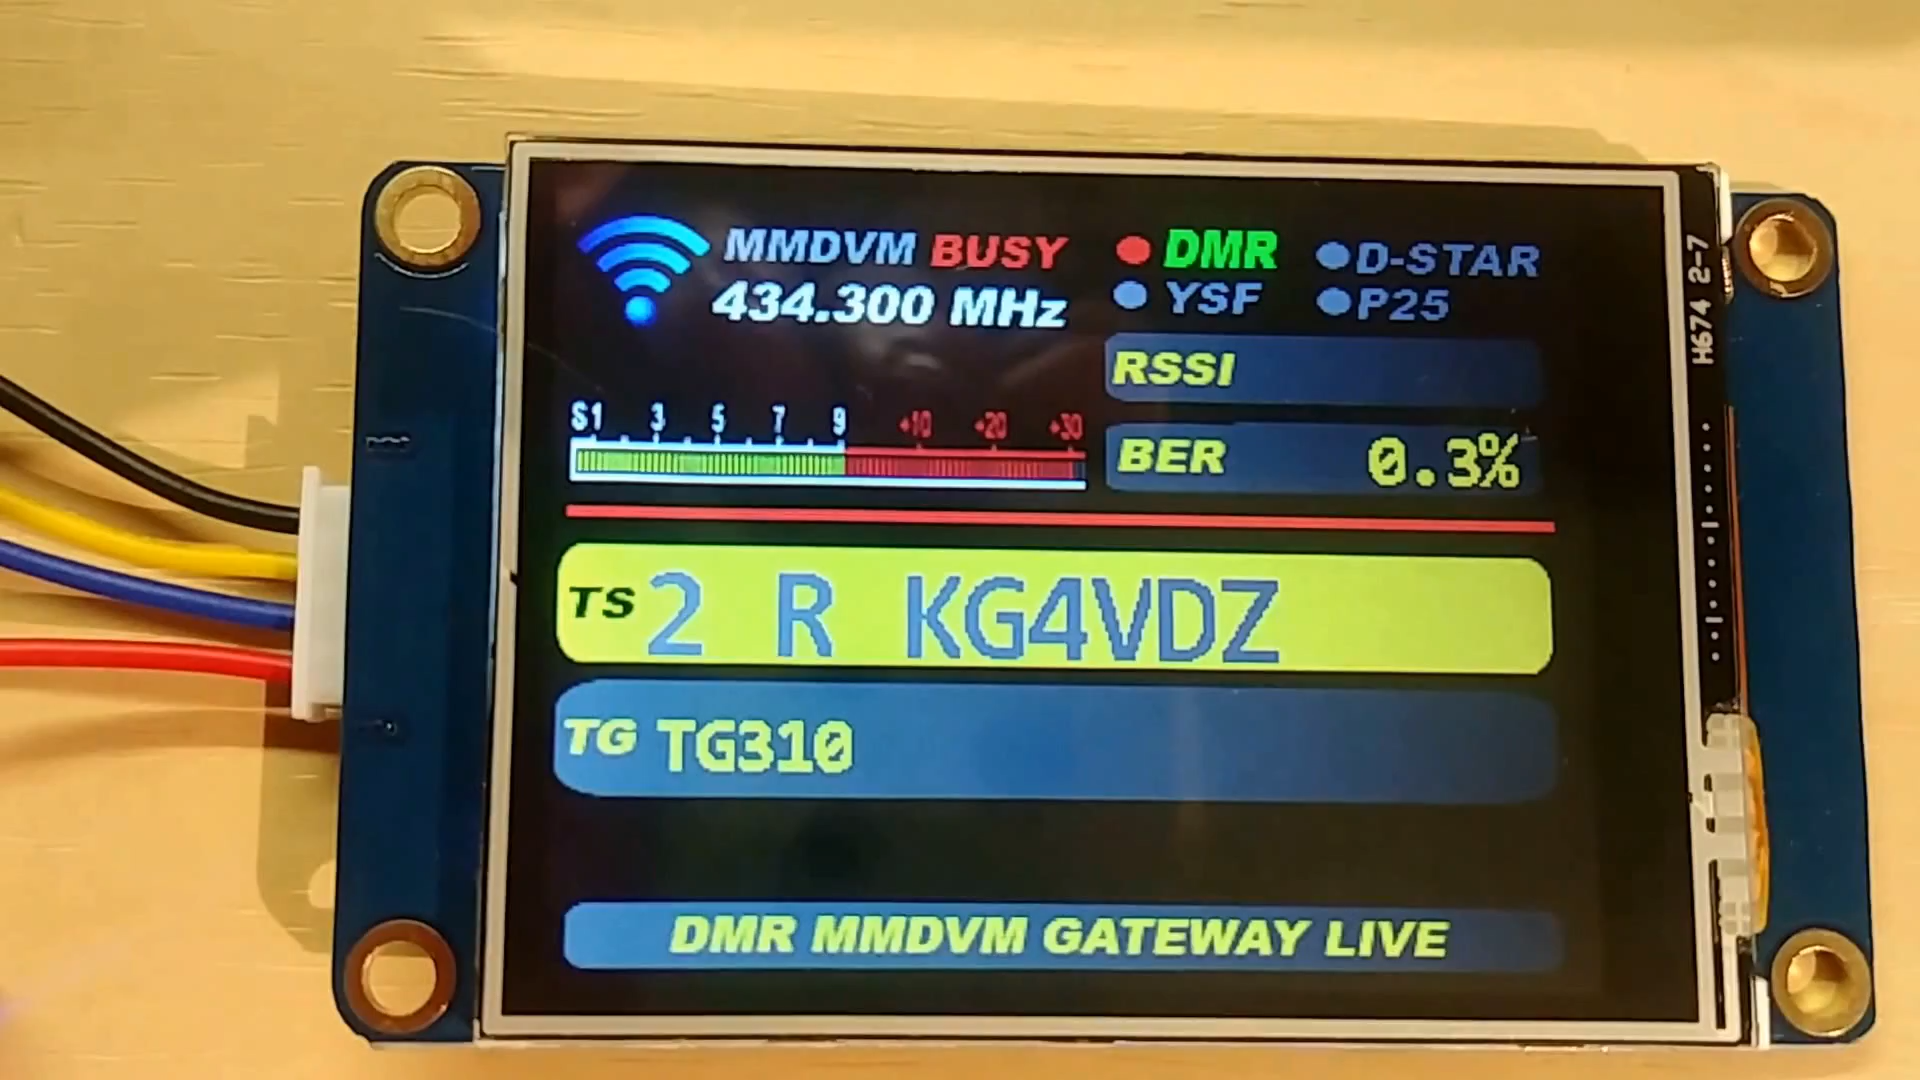 MMDVM BUSY
434.300 MHz
DMR D-STAR
YSF P25
RSSI
S1 3 5 7 9 +10 +20 +30
BER 0.3%
TS 2 R KG4VDZ
TG TG310
DMR MMDVM GATEWAY LIVE
H674 2-7